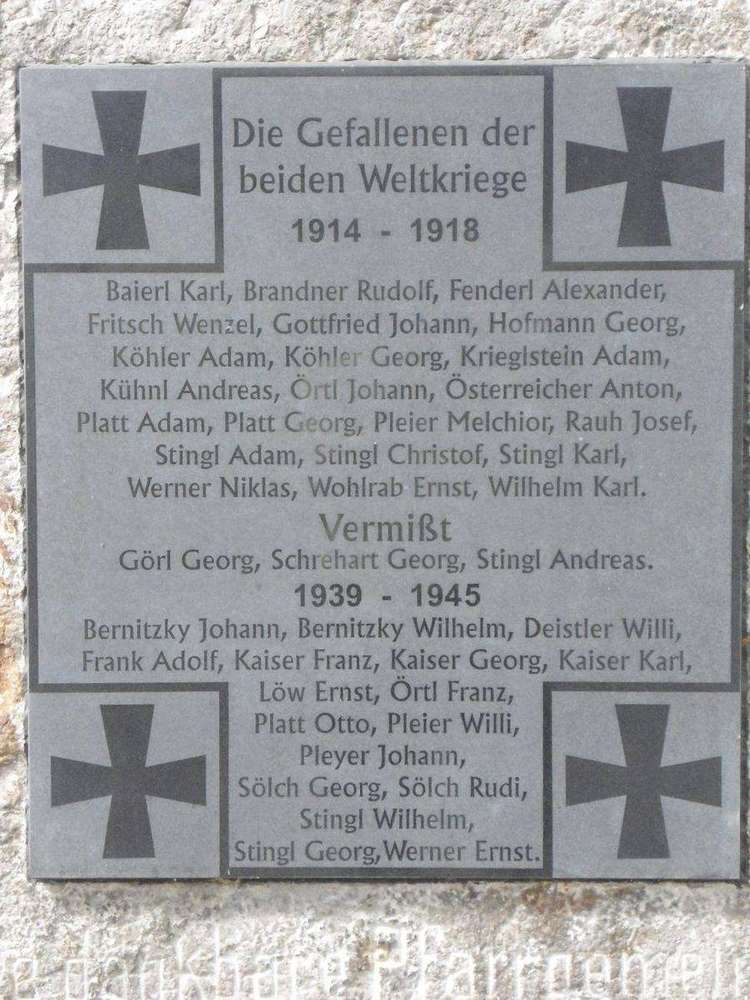 Die Gefallenen der
beiden Weltkriege
1914 - 1918
Baierl Karl, Brandner Rudolf, Fenderl Alexander,
Fritsch Wenzel, Gottfried Johann, Hofmann Georg,
Köhler Adam, Köhler Georg, Krieglstein Adam,
Kühnl Andreas, Örtl Johann, Österreicher Anton,
Platt Adam, Platt Georg, Pleier Melchior, Rauh Josef,
Stingl Adam, Stingl Christof, Stingl Karl,
Werner Niklas, Wohlrab Ernst, Wilhelm Karl.
Vermißt
Görl Georg, Schrehart Georg, Stingl Andreas.
1939 - 1945
Bernitzky Johann, Bernitzky Wilhelm, Deistler Willi,
Frank Adolf, Kaiser Franz, Kaiser Georg, Kaiser Karl,
Löw Ernst, Örtl Franz,
Platt Otto, Pleier Willi,
Pleyer Johann,
Sölch Georg, Sölch Rudi,
Stingl Wilhelm,
Stingl Georg,Werner Ernst.
dankbare